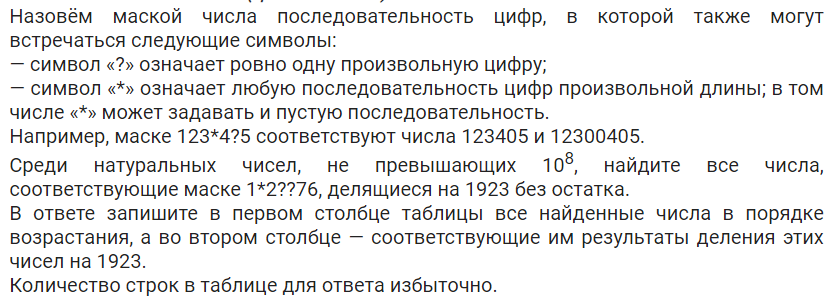 Назовём маской числа последовательность цифр, в которой также могут
встречаться следующие символы:
— символ «?» означает ровно одну произвольную цифру;
— символ «*» означает любую последовательность цифр произвольной длины; в том
числе «*» может задавать и пустую последовательность.
Например, маске 123*4?5 соответствуют числа 123405 и 12300405.
Среди натуральных чисел, не превышающих 10⁸, найдите все числа,
соответствующие маске 1*2??76, делящиеся на 1923 без остатка.
В ответе запишите в первом столбце таблицы все найденные числа в порядке
возрастания, а во втором столбце — соответствующие им результаты деления этих
чисел на 1923.
Количество строк в таблице для ответа избыточно.